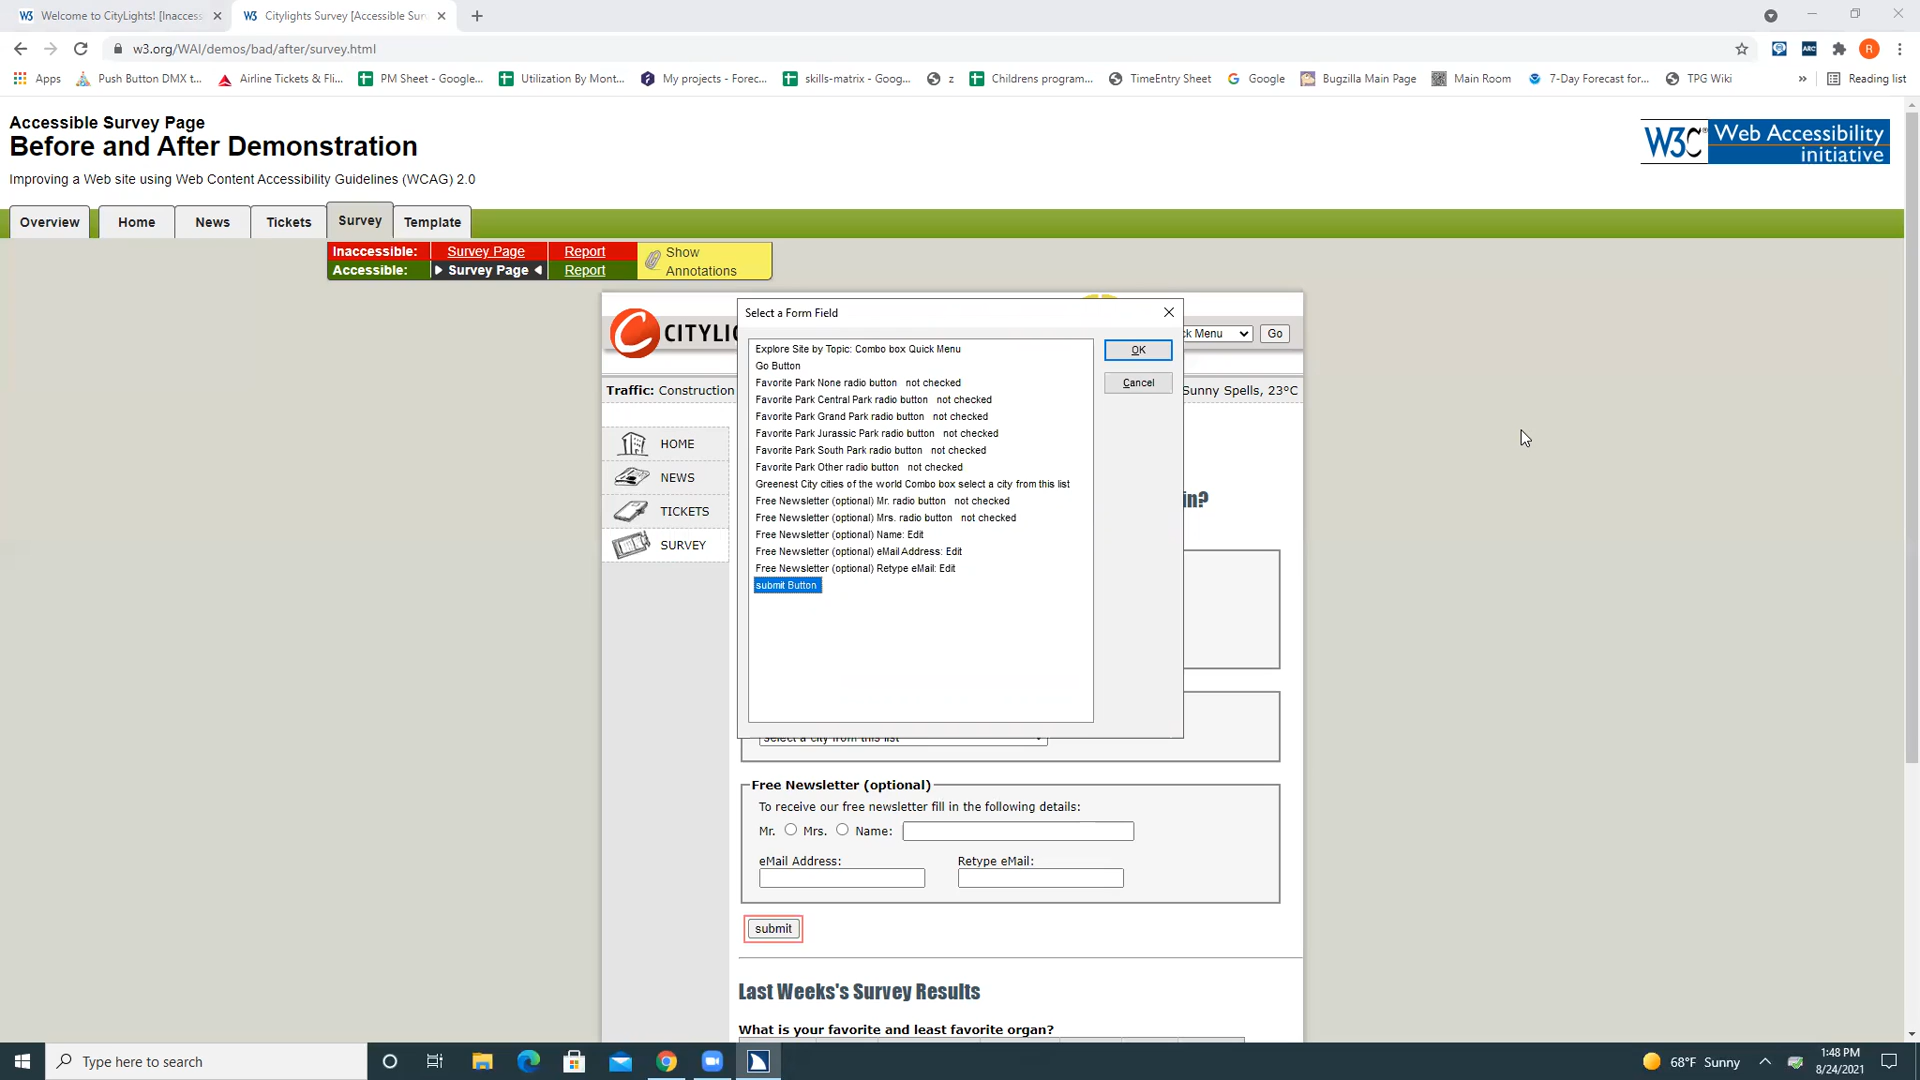 Welcome to CityLights! [Inaccess
Citylights Survey [Accessible Sur
w3.org/WAI/demos/bad/after/survey.html
Apps
Push Button DMX t...
Airline Tickets & Fli...
PM Sheet - Google...
Utilization By Mont...
My projects - Forec...
skills-matrix - Goog...
z
Childrens program...
TimeEntry Sheet
Google
Bugzilla Main Page
Main Room
7-Day Forecast for...
TPG Wiki
»
Reading list
Accessible Survey Page
Before and After Demonstration
Improving a Web site using Web Content Accessibility Guidelines (WCAG) 2.0
W3C® Web Accessibility
initiative
Overview
Home
News
Tickets
Survey
Template
Inaccessible: Survey Page Report
Accessible: Survey Page Report
Show
Annotations
CITYLI
ck Menu
Go
Traffic: Construction
Sunny Spells, 23°C
HOME
NEWS
TICKETS
SURVEY
in?
Select a Form Field
Explore Site by Topic: Combo box Quick Menu
Go Button
Favorite Park None radio button not checked
Favorite Park Central Park radio button not checked
Favorite Park Grand Park radio button not checked
Favorite Park Jurassic Park radio button not checked
Favorite Park South Park radio button not checked
Favorite Park Other radio button not checked
Greenest City cities of the world Combo box select a city from this list
Free Newsletter (optional) Mr. radio button not checked
Free Newsletter (optional) Mrs. radio button not checked
Free Newsletter (optional) Name: Edit
Free Newsletter (optional) eMail Address: Edit
Free Newsletter (optional) Retype eMail: Edit
submit Button
OK
Cancel
select a city from this list
Free Newsletter (optional)
To receive our free newsletter fill in the following details:
Mr. Mrs. Name:
eMail Address:
Retype eMail:
submit
Last Weeks's Survey Results
What is your favorite and least favorite organ?
Type here to search
68°F Sunny
1:48 PM
8/24/2021
R
ARC